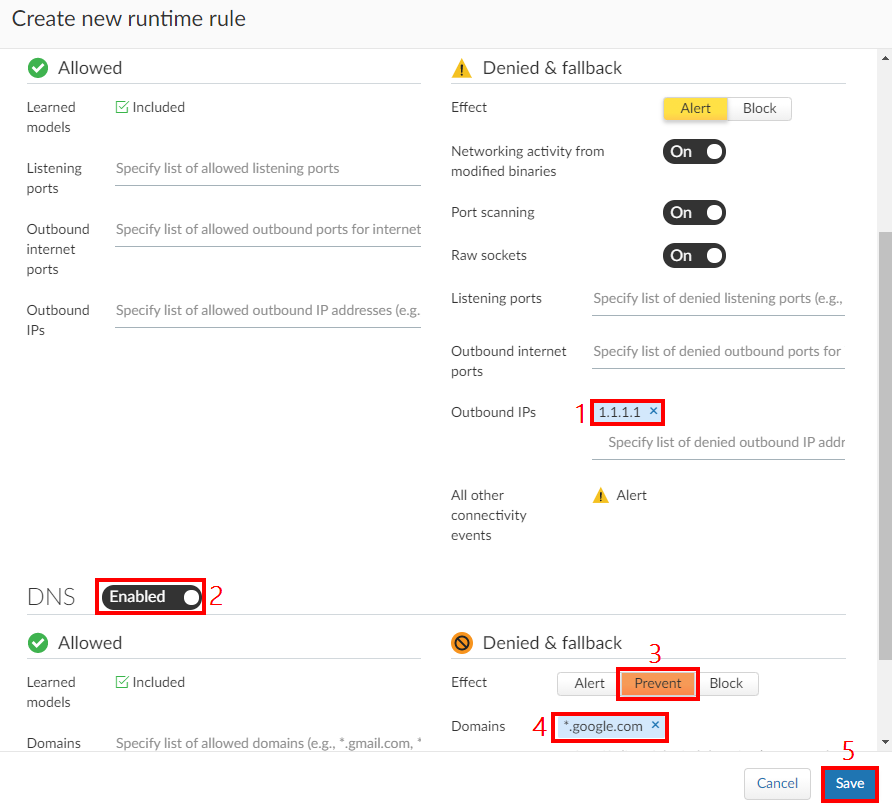 Create new runtime rule
Allowed
Learned models
Included
Listening ports
Specify list of allowed listening ports
Outbound internet ports
Specify list of allowed outbound ports for internet
Outbound IPs
Specify list of allowed outbound IP addresses (e.g.
Denied & fallback
Effect
Alert
Block
Networking activity from modified binaries
On
Port scanning
On
Raw sockets
On
Listening ports
Specify list of denied listening ports (e.g.,
Outbound internet ports
Specify list of denied outbound ports for
Outbound IPs
1
1.1.1.1 ×
Specify list of denied outbound IP addr
All other connectivity events
Alert
DNS
Enabled
2
Allowed
Learned models
Included
Domains
Specify list of allowed domains (e.g., *.gmail.com, *
Denied & fallback
3
Effect
Alert
Prevent
Block
Domains
4
*.google.com ×
5
Cancel
Save